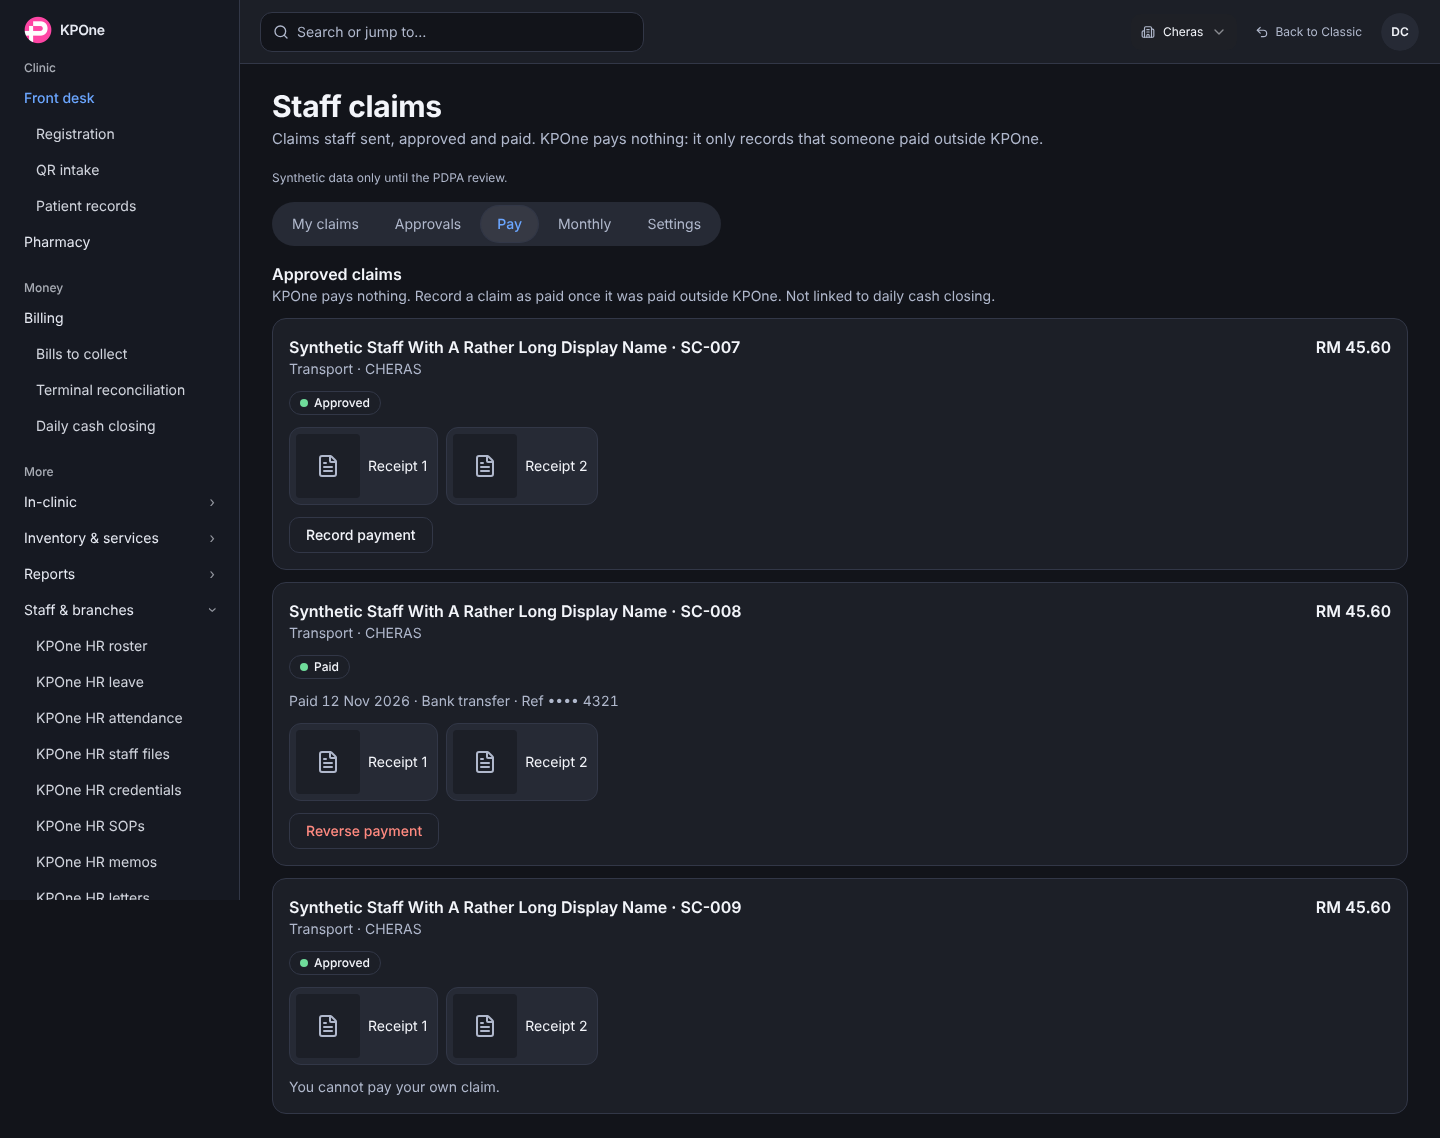 KPOne
Clinic
Front desk
Registration
QR intake
Patient records
Pharmacy
Money
Billing
Bills to collect
Terminal reconciliation
Daily cash closing
More
In-clinic
Inventory & services
Reports
Staff & branches
KPOne HR roster
KPOne HR leave
KPOne HR attendance
KPOne HR staff files
KPOne HR credentials
KPOne HR SOPs
KPOne HR memos
KPOne HR letters
Search or jump to...
Cheras
Back to Classic
DC
Staff claims
Claims staff sent, approved and paid. KPOne pays nothing: it only records that someone paid outside KPOne.
Synthetic data only until the PDPA review.
My claims
Approvals
Pay
Monthly
Settings
Approved claims
KPOne pays nothing. Record a claim as paid once it was paid outside KPOne. Not linked to daily cash closing.
Synthetic Staff With A Rather Long Display Name · SC-007
RM 45.60
Transport · CHERAS
Approved
Receipt 1
Receipt 2
Record payment
Synthetic Staff With A Rather Long Display Name · SC-008
RM 45.60
Transport · CHERAS
Paid
Paid 12 Nov 2026 · Bank transfer · Ref •••• 4321
Receipt 1
Receipt 2
Reverse payment
Synthetic Staff With A Rather Long Display Name · SC-009
RM 45.60
Transport · CHERAS
Approved
Receipt 1
Receipt 2
You cannot pay your own claim.